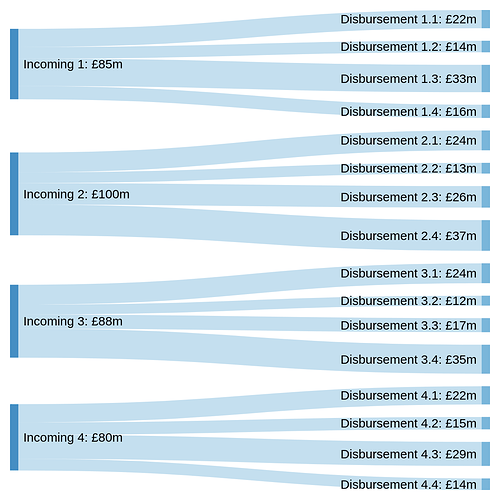 Incoming 1: £85m
Disbursement 1.1: £22m
Disbursement 1.2: £14m
Disbursement 1.3: £33m
Disbursement 1.4: £16m
Incoming 2: £100m
Disbursement 2.1: £24m
Disbursement 2.2: £13m
Disbursement 2.3: £26m
Disbursement 2.4: £37m
Incoming 3: £88m
Disbursement 3.1: £24m
Disbursement 3.2: £12m
Disbursement 3.3: £17m
Disbursement 3.4: £35m
Incoming 4: £80m
Disbursement 4.1: £22m
Disbursement 4.2: £15m
Disbursement 4.3: £29m
Disbursement 4.4: £14m